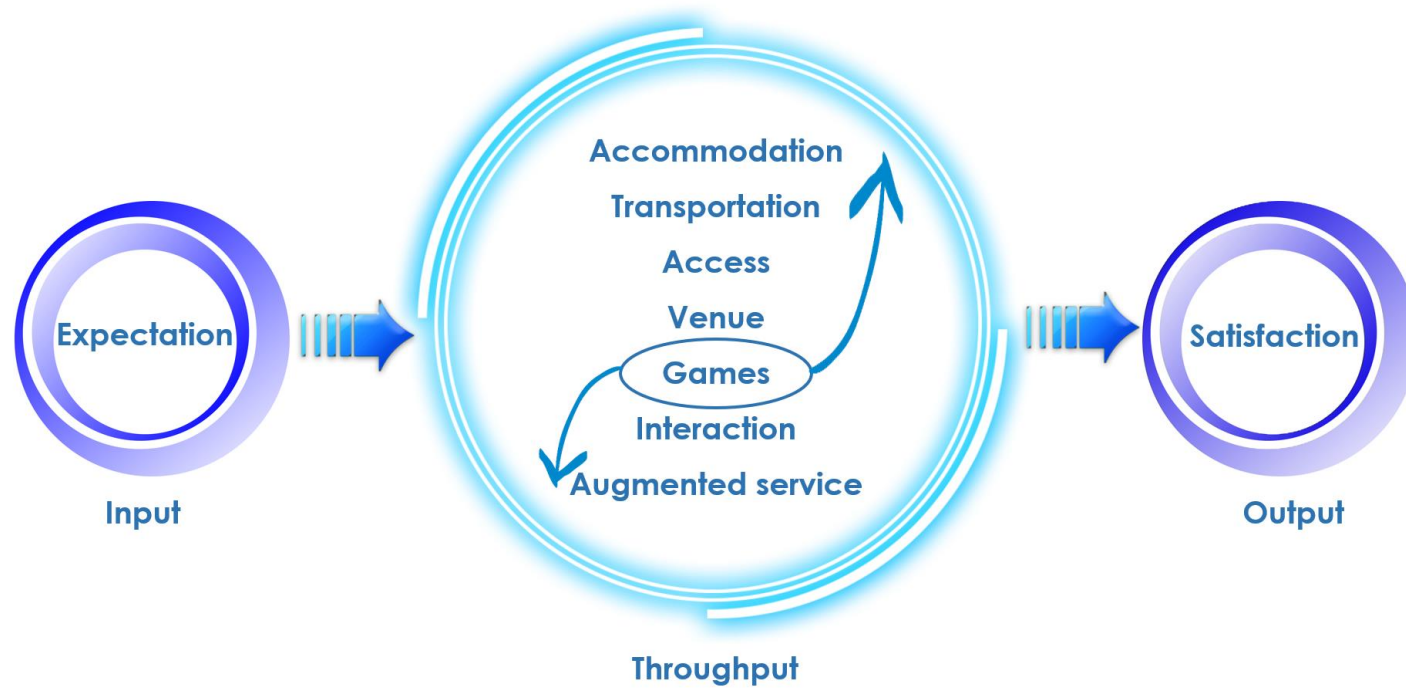 Accommodation
Transportation
Access
Venue
Expectation
Games
Satisfaction
Interaction
Augmented service
Input
Output
Throughput